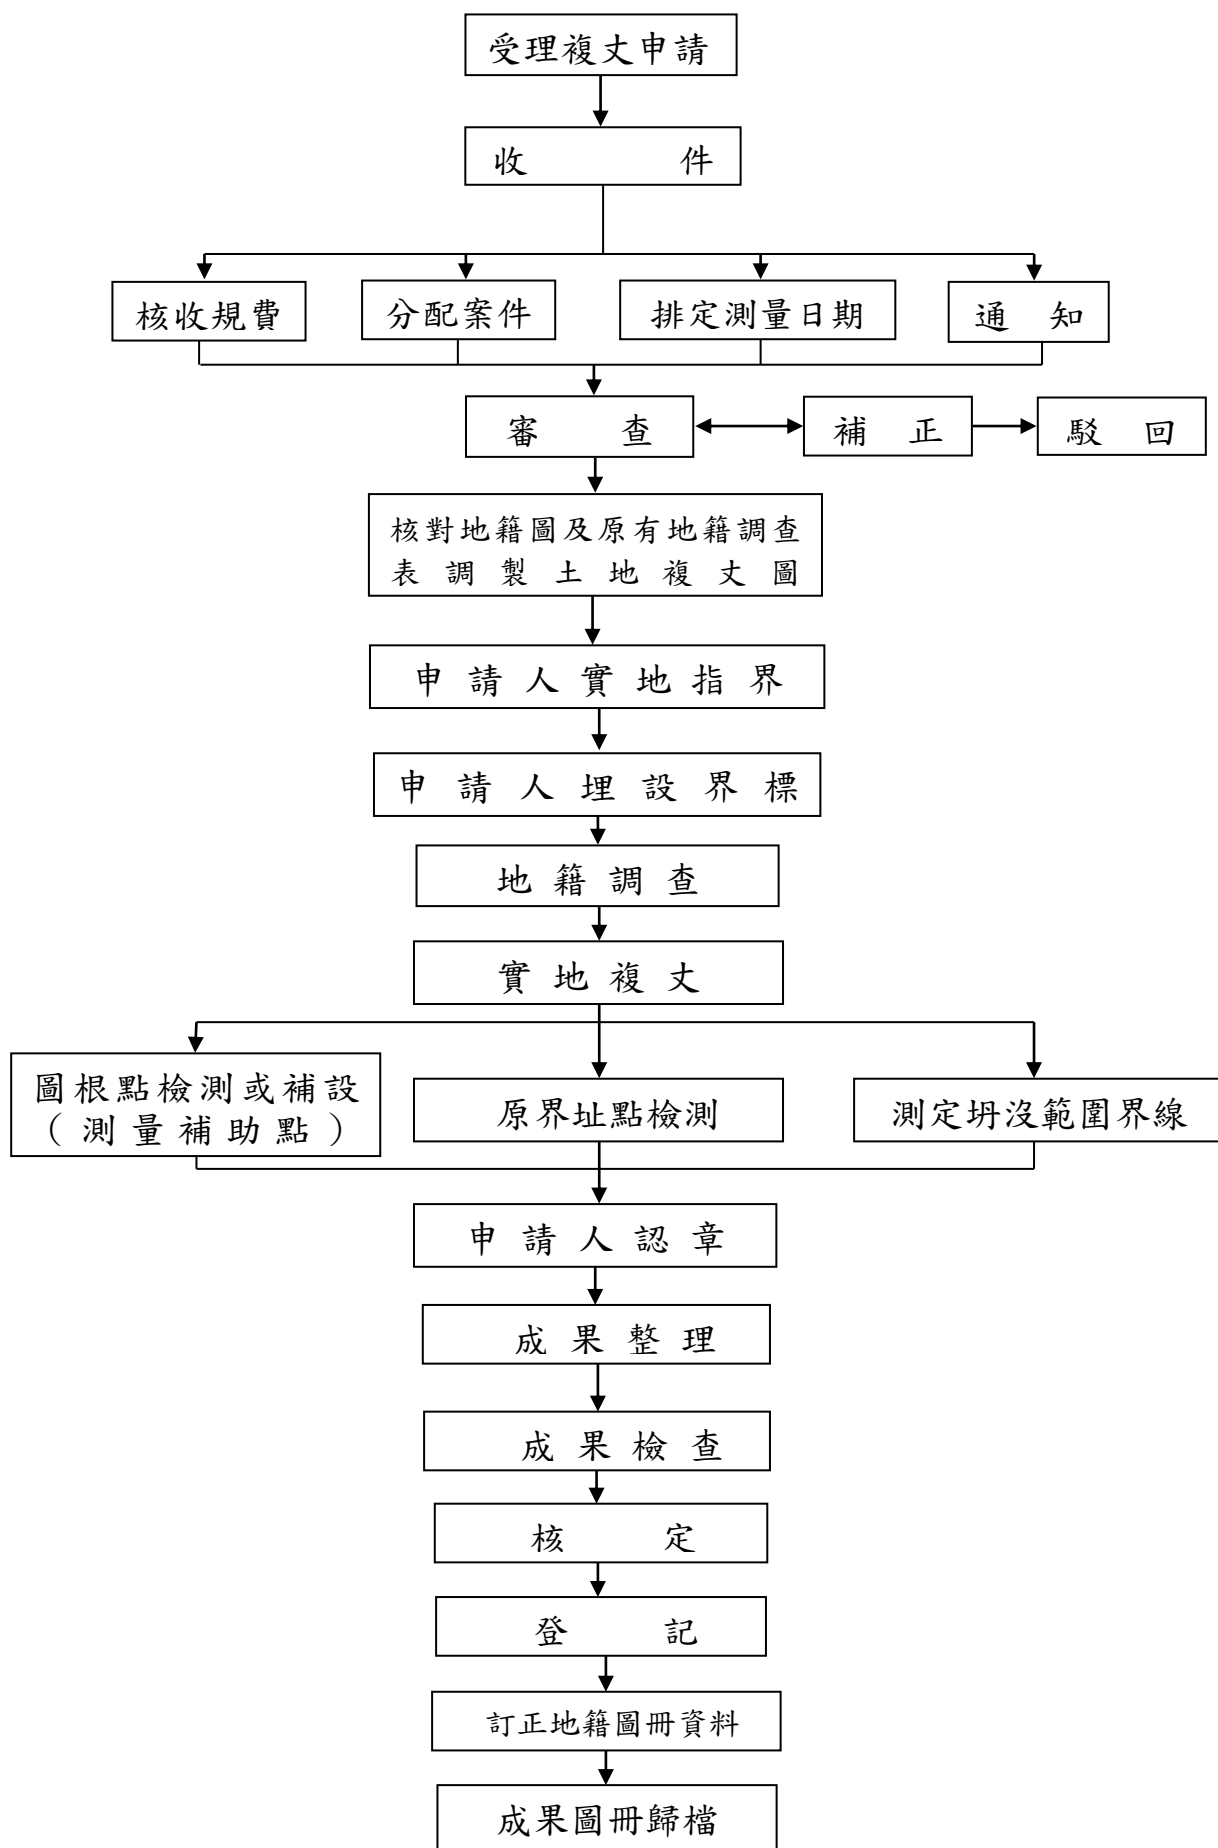 受理複丈申請
收件
核收規費
分配案件
排定測量日期
通知
審查
補正
駁回
核對地籍圖及原有地籍調查
表調製土地複丈圖
申請人實地指界
申請人埋設界標
地籍調查
實地複丈
圖根點檢測或補設
(測量補助點)
原界址點檢測
測定坍沒範圍界線
申請人認章
成果整理
成果檢查
核定
登記
訂正地籍圖冊資料
成果圖冊歸檔